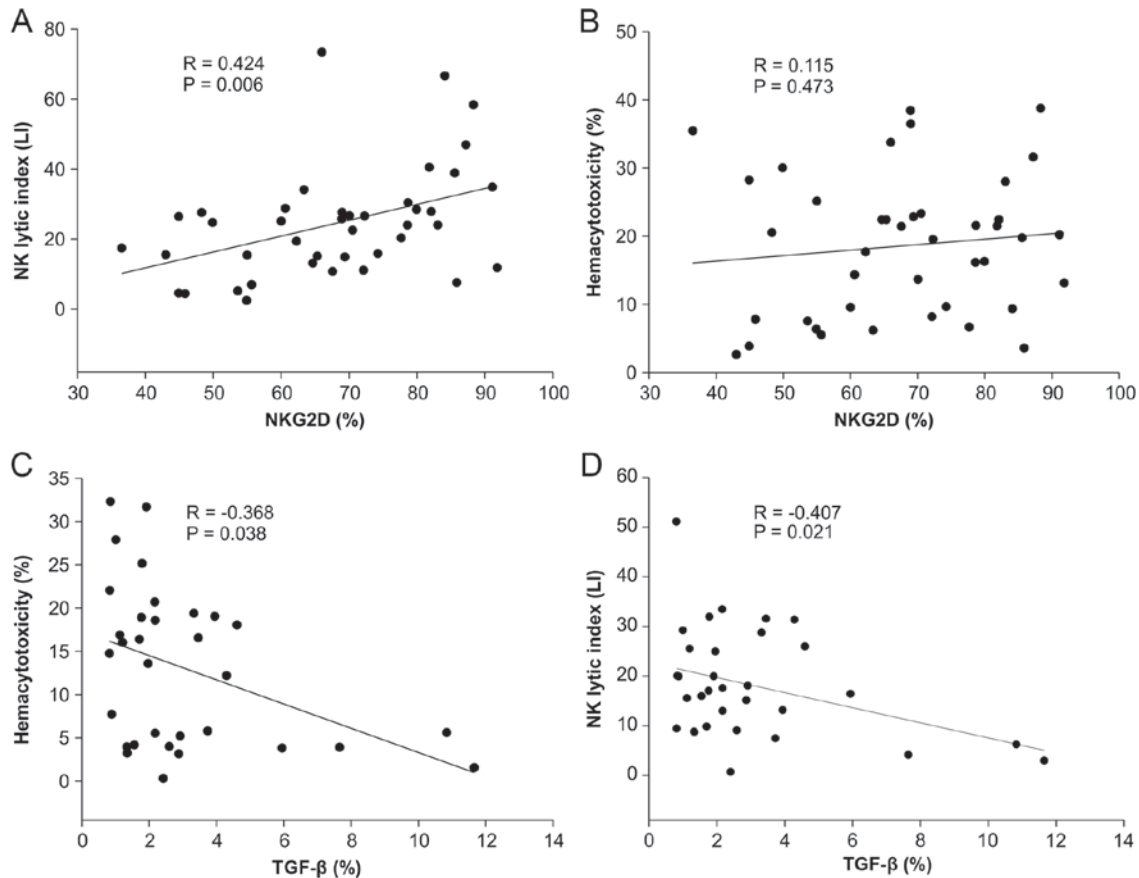 A
R = 0.424
P = 0.006
NK lytic index (LI)
80
60
40
20
0
30 40 50 60 70 80 90 100
NKG2D (%)
B
R = 0.115
P = 0.473
Hemacytotoxicity (%)
50
40
30
20
10
0
30 40 50 60 70 80 90 100
NKG2D (%)
C
R = -0.368
P = 0.038
Hemacytotoxicity (%)
35
30
25
20
15
10
5
0
0 2 4 6 8 10 12 14
TGF-β (%)
D
R = -0.407
P = 0.021
NK lytic index (LI)
60
50
40
30
20
10
0
0 2 4 6 8 10 12 14
TGF-β (%)